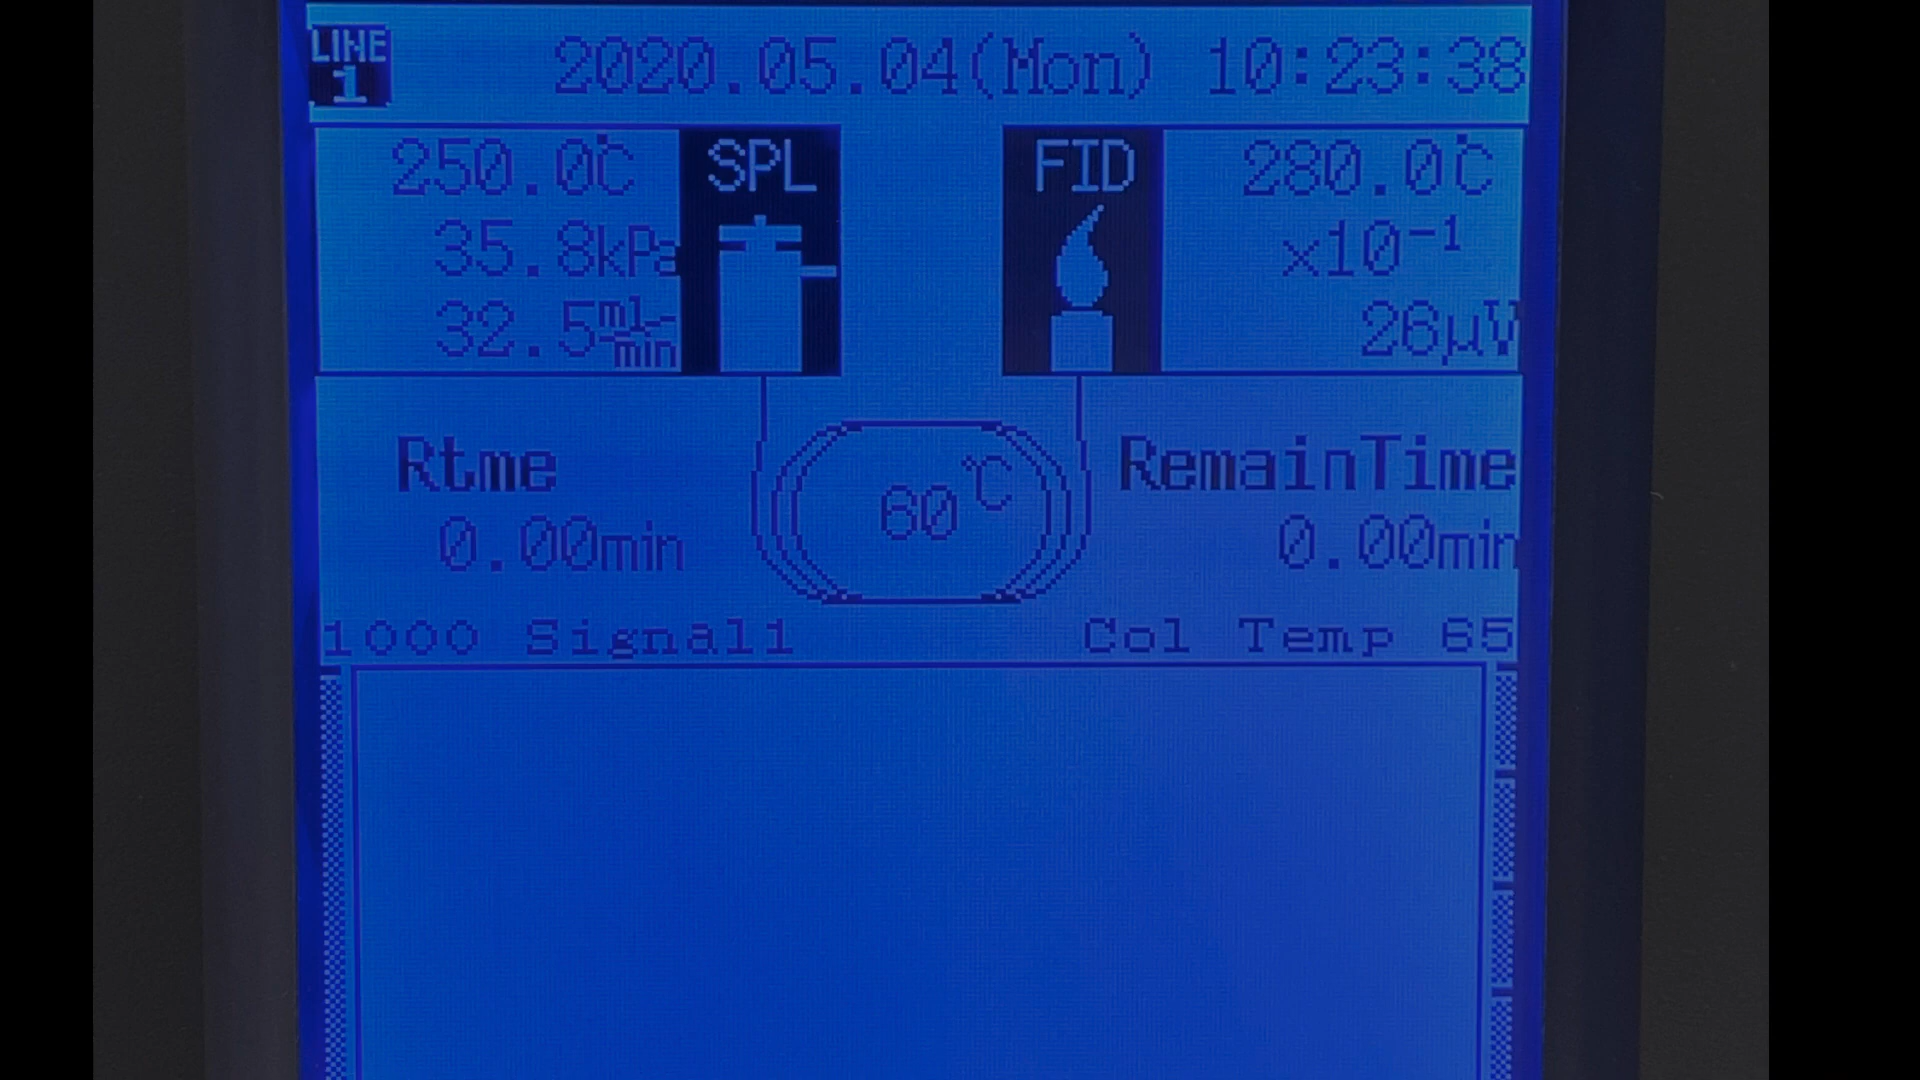 LINE 1 2020.05.04(Mon) 10:23:38
250.0℃ SPL FID 280.0℃
35.8kPa x10⁻¹
32.5ml/min 26µV
Rtme 60℃ RemainTime
0.00min 0.00min
1000 Signal1 Col Temp 65